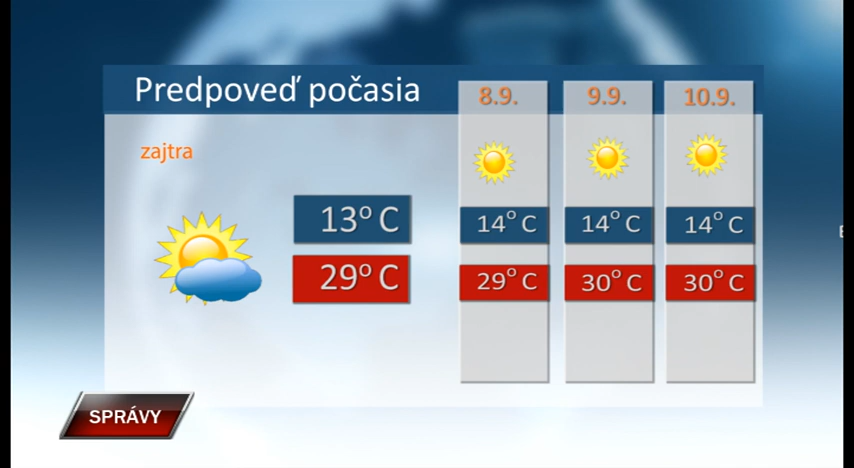 Predpoveď počasia
zajtra
13° C
29° C
8.9.
14° C
29° C
9.9.
14° C
30° C
10.9.
14° C
30° C
SPRÁVY